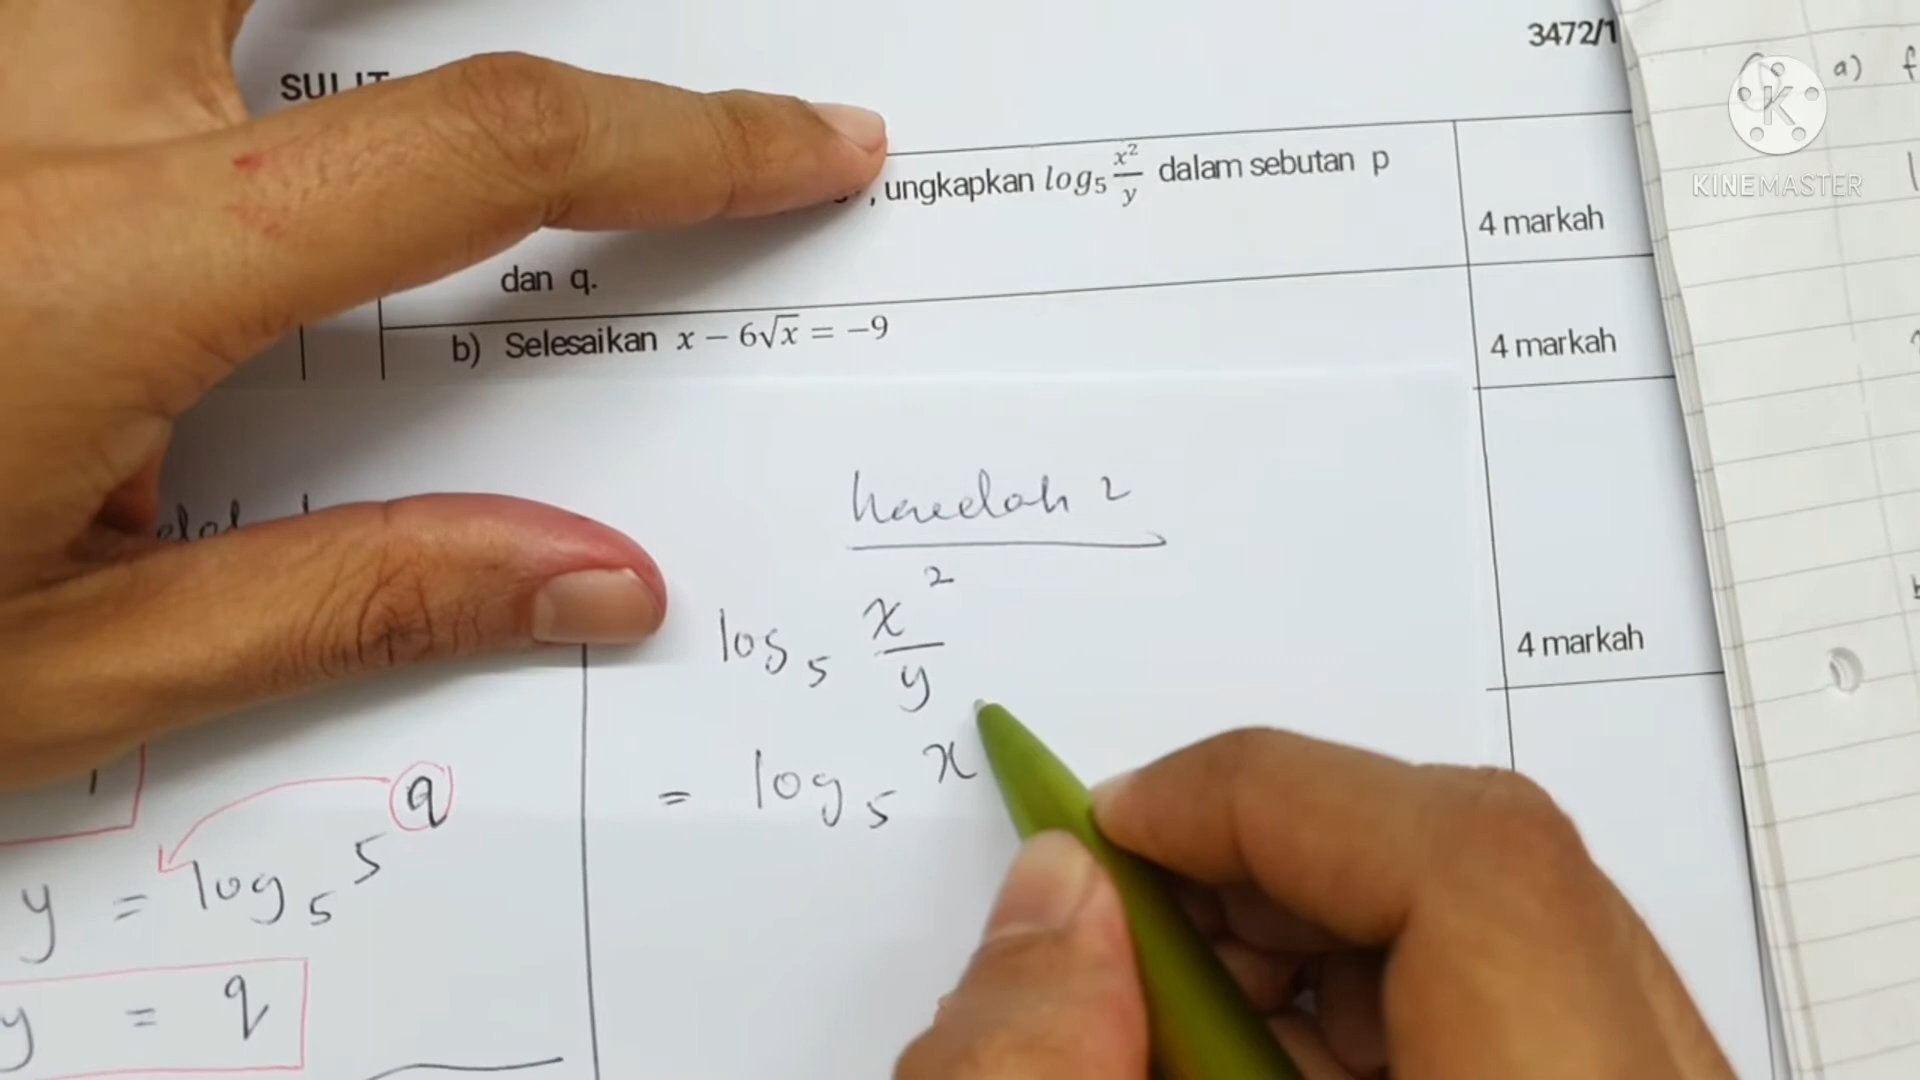 3472/1
SULIT
, ungkapkan log₅ x²/y dalam sebutan p
4 markah
dan q.
b) Selesaikan x − 6√x = −9
4 markah
4 markah
kaedah 2
log₅ x²/y
= log₅ x
y = log₅ 5^q
y = q
a) f
KINEMASTER